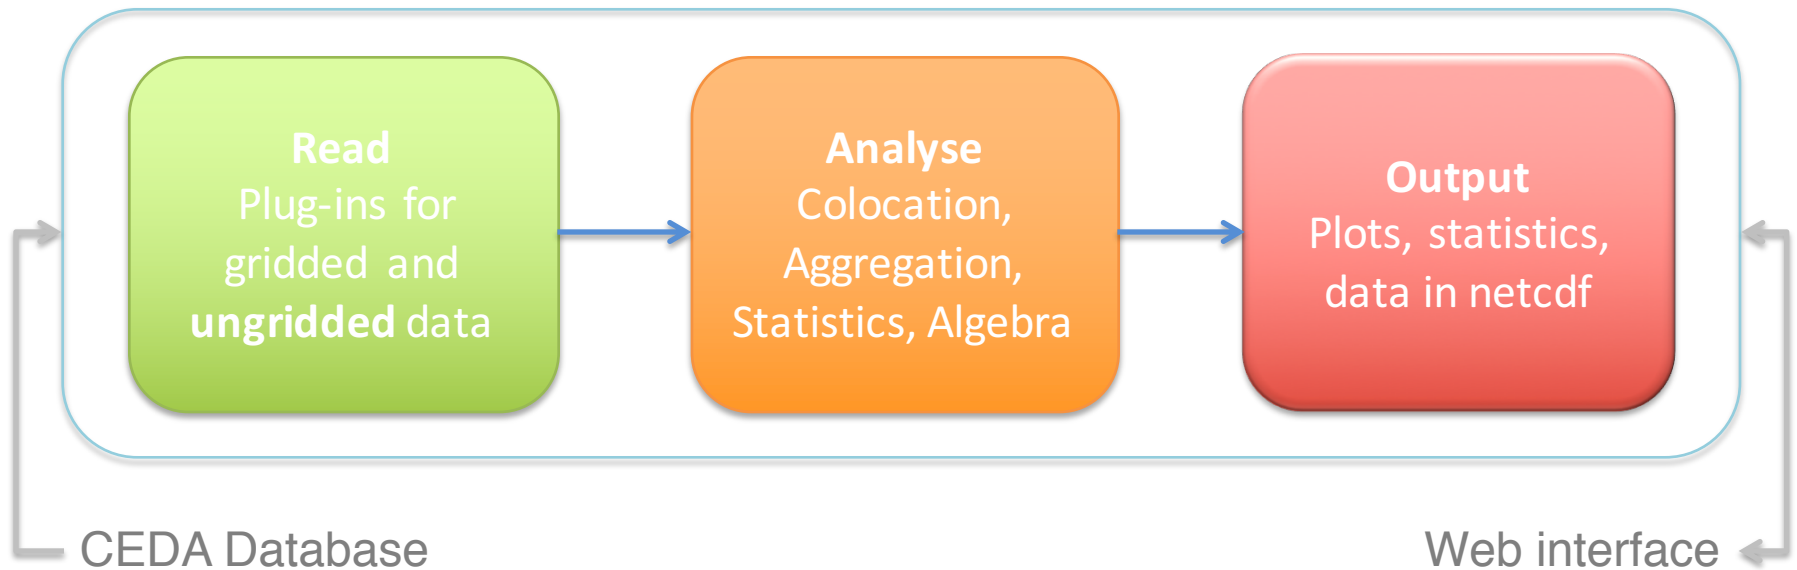 Read
Plug-ins for
gridded and
ungridded data
Analyse
Colocation,
Aggregation,
Statistics, Algebra
Output
Plots, statistics,
data in netcdf
CEDA Database
Web interface